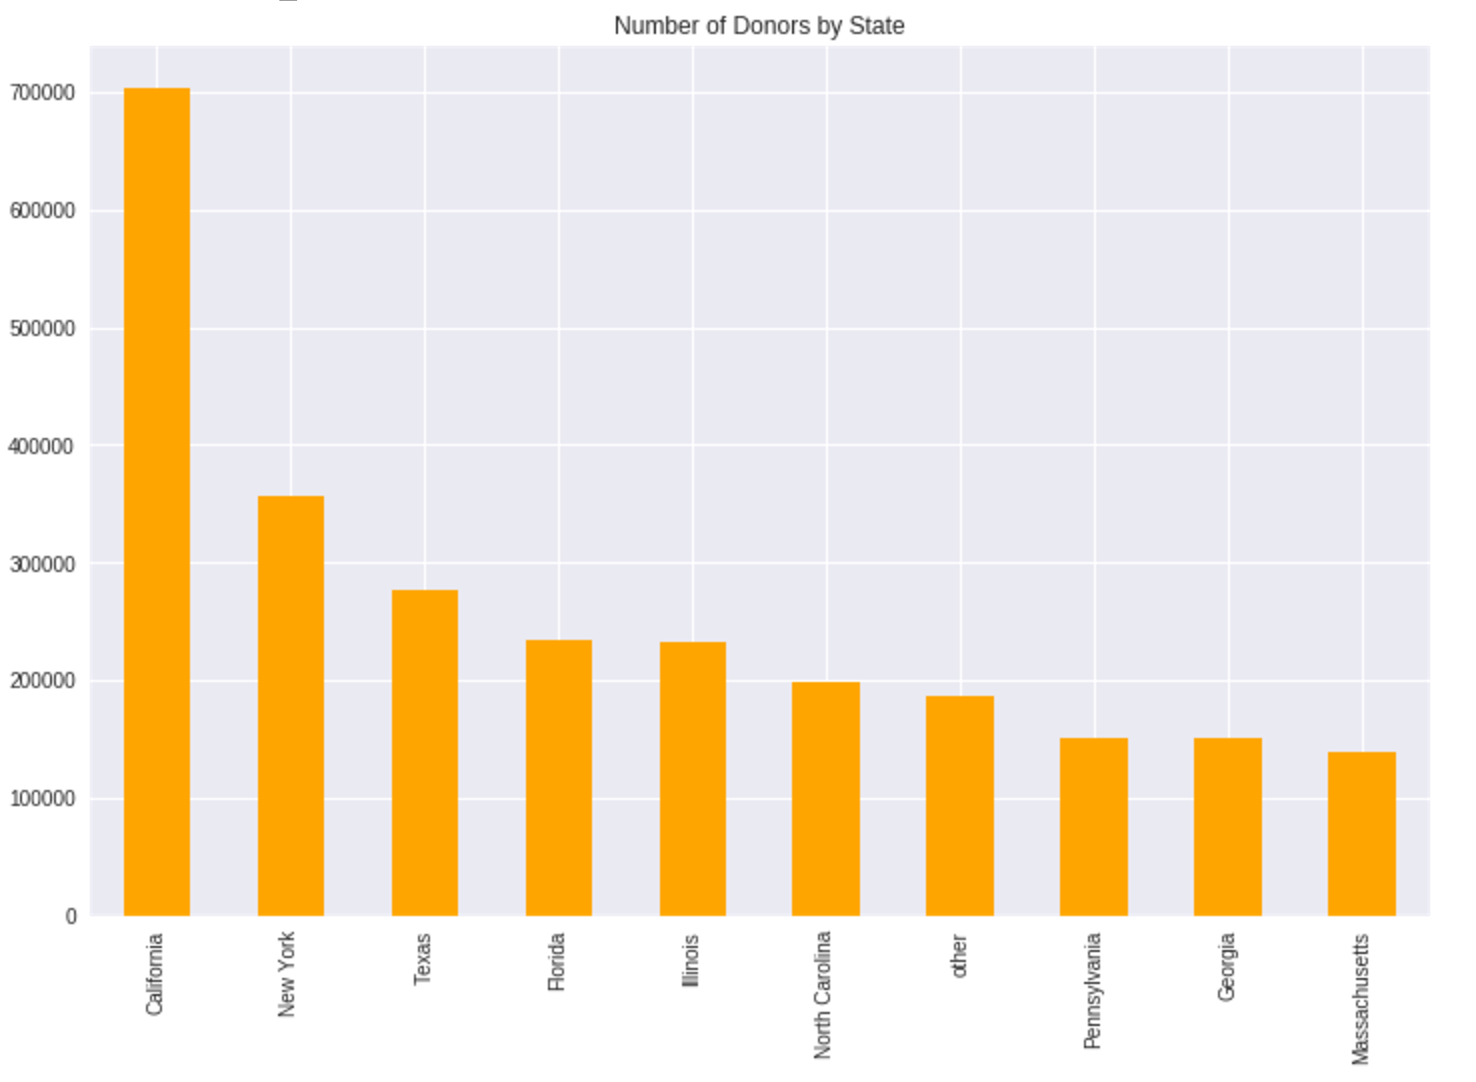 Number of Donors by State
700000
600000
500000
400000
300000
200000
100000
0
California
New York
Texas
Florida
Illinois
North Carolina
other
Pennsylvania
Georgia
Massachusetts